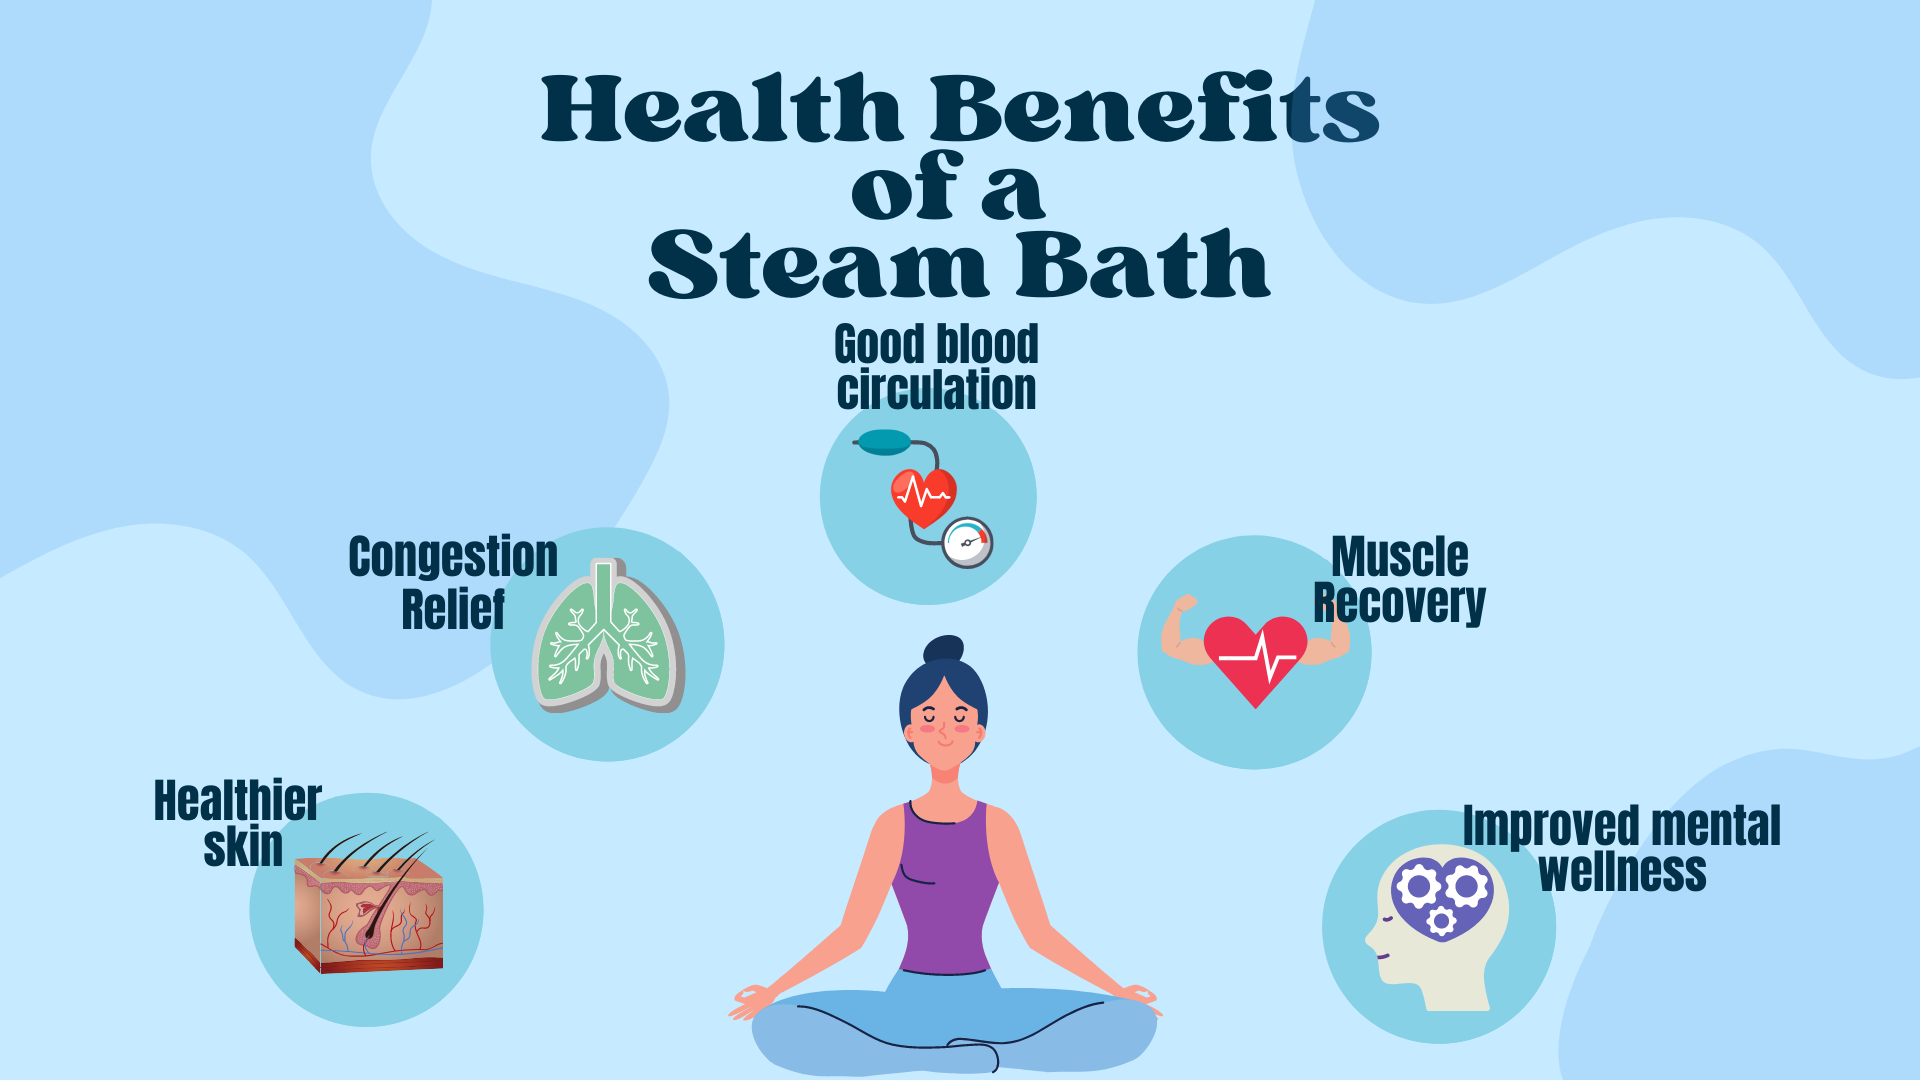 Health Benefits
of a
Steam Bath
Good blood
circulation
Congestion
Relief
Muscle
Recovery
Healthier
skin
Improved mental
wellness